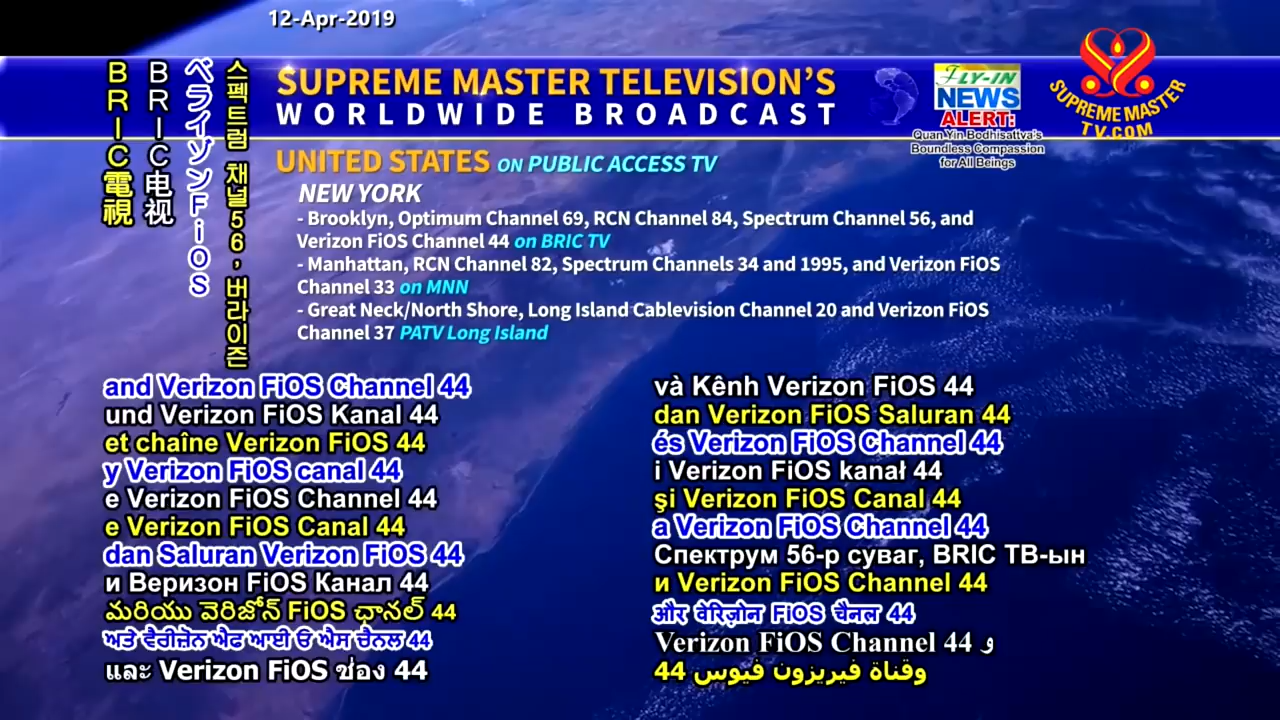 12-Apr-2019
BRIC電視
BRIC电视
ベライゾンFiOS
스펙트럼 채널56, 버라이즌
SUPREME MASTER TELEVISION'S
WORLDWIDE BROADCAST
FLY-IN
NEWS
ALERT:
Quan Yin Bodhisattva's
Boundless Compassion
for All Beings
SUPREME MASTER
TV.COM
UNITED STATES ON PUBLIC ACCESS TV
NEW YORK
- Brooklyn, Optimum Channel 69, RCN Channel 84, Spectrum Channel 56, and
Verizon FiOS Channel 44 on BRIC TV
- Manhattan, RCN Channel 82, Spectrum Channels 34 and 1995, and Verizon FiOS
Channel 33 on MNN
- Great Neck/North Shore, Long Island Cablevision Channel 20 and Verizon FiOS
Channel 37 PATV Long Island
and Verizon FiOS Channel 44
und Verizon FiOS Kanal 44
et chaîne Verizon FiOS 44
y Verizon FiOS canal 44
e Verizon FiOS Channel 44
e Verizon FiOS Canal 44
dan Saluran Verizon FiOS 44
и Веризон FiOS Канал 44
మరియు వెరిజోన్ FiOS ఛానల్ 44
ਅਤੇ ਵੈਰੀਜ਼ੋਨ ਐਫ ਆਈ ਓ ਐਸ ਚੈਨਲ 44
และ Verizon FiOS ช่อง 44
và Kênh Verizon FiOS 44
dan Verizon FiOS Saluran 44
és Verizon FiOS Channel 44
i Verizon FiOS kanał 44
şi Verizon FiOS Canal 44
a Verizon FiOS Channel 44
Спектрум 56-р суваг, BRIC ТВ-ын
и Verizon FiOS Channel 44
और वेरिज़ोन FiOS चैनल 44
و Verizon FiOS Channel 44
وقناة فيريزون فيوس 44